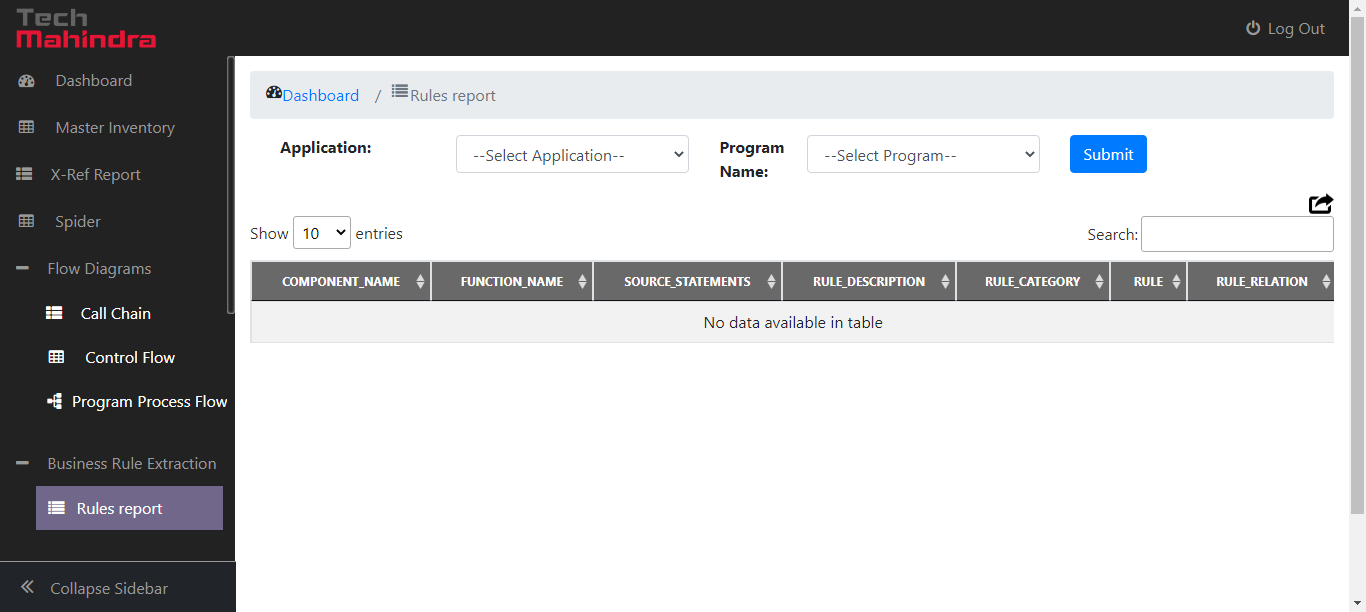 Tech
Mahindra
Log Out
Dashboard
Master Inventory
X-Ref Report
Spider
Flow Diagrams
Call Chain
Control Flow
Program Process Flow
Business Rule Extraction
Rules report
Collapse Sidebar
Dashboard / Rules report
Application: --Select Application-- Program Name: --Select Program-- Submit
Show 10 entries Search:
COMPONENT_NAME FUNCTION_NAME SOURCE_STATEMENTS RULE_DESCRIPTION RULE_CATEGORY RULE RULE_RELATION
No data available in table